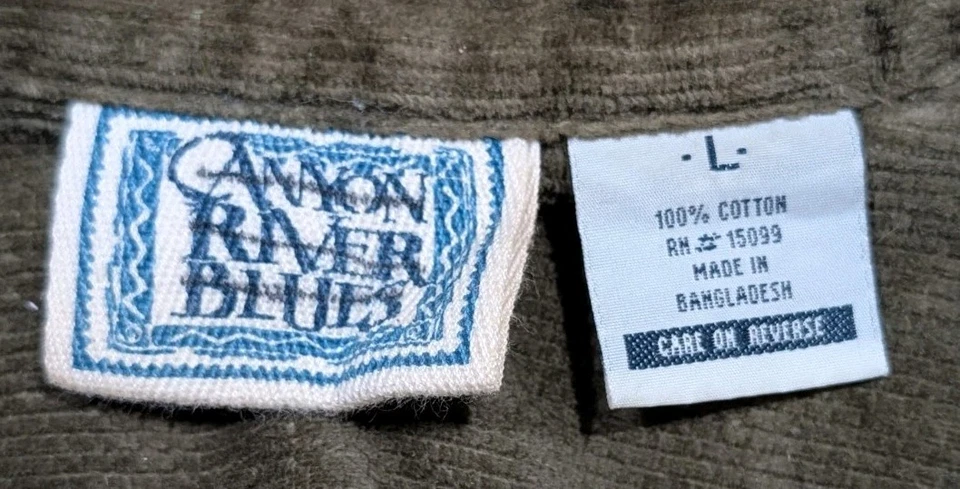 CANYON
RIVER
BLUES
-L-
100% COTTON
RN # 15099
MADE IN
BANGLADESH
CARE ON REVERSE